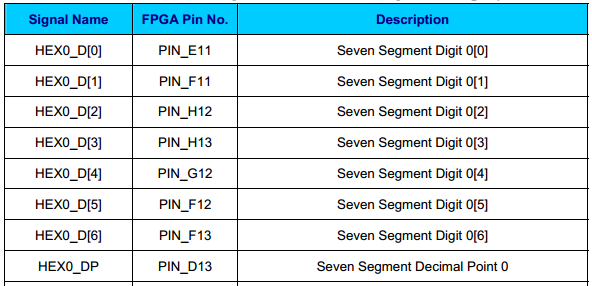 Signal Name FPGA Pin No. Description
HEX0_D[0] PIN_E11 Seven Segment Digit 0[0]
HEX0_D[1] PIN_F11 Seven Segment Digit 0[1]
HEX0_D[2] PIN_H12 Seven Segment Digit 0[2]
HEX0_D[3] PIN_H13 Seven Segment Digit 0[3]
HEX0_D[4] PIN_G12 Seven Segment Digit 0[4]
HEX0_D[5] PIN_F12 Seven Segment Digit 0[5]
HEX0_D[6] PIN_F13 Seven Segment Digit 0[6]
HEX0_DP PIN_D13 Seven Segment Decimal Point 0